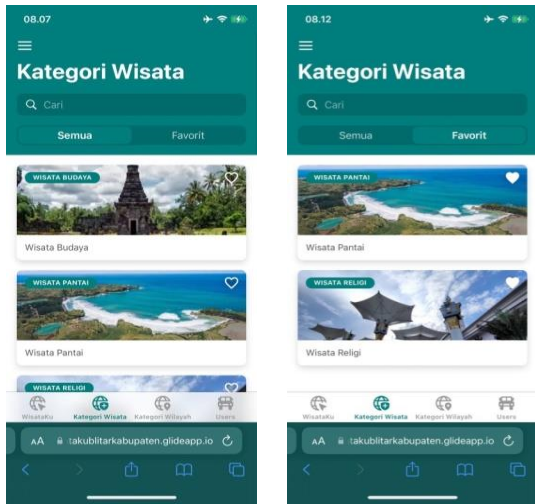 08.07
Kategori Wisata
Cari
Semua
Favorit
WISATA BUDAYA
Wisata Budaya
WISATA PANTAI
Wisata Pantai
WISATA RELIGI
WisataKu
Kategori Wisata
Kategori Wilayah
Users
AA
takublitarkabupaten.glideapp.io
08.12
Kategori Wisata
Cari
Semua
Favorit
WISATA PANTAI
Wisata Pantai
WISATA RELIGI
Wisata Religi
WisataKu
Kategori Wisata
Kategori Wilayah
Users
AA
takublitarkabupaten.glideapp.io